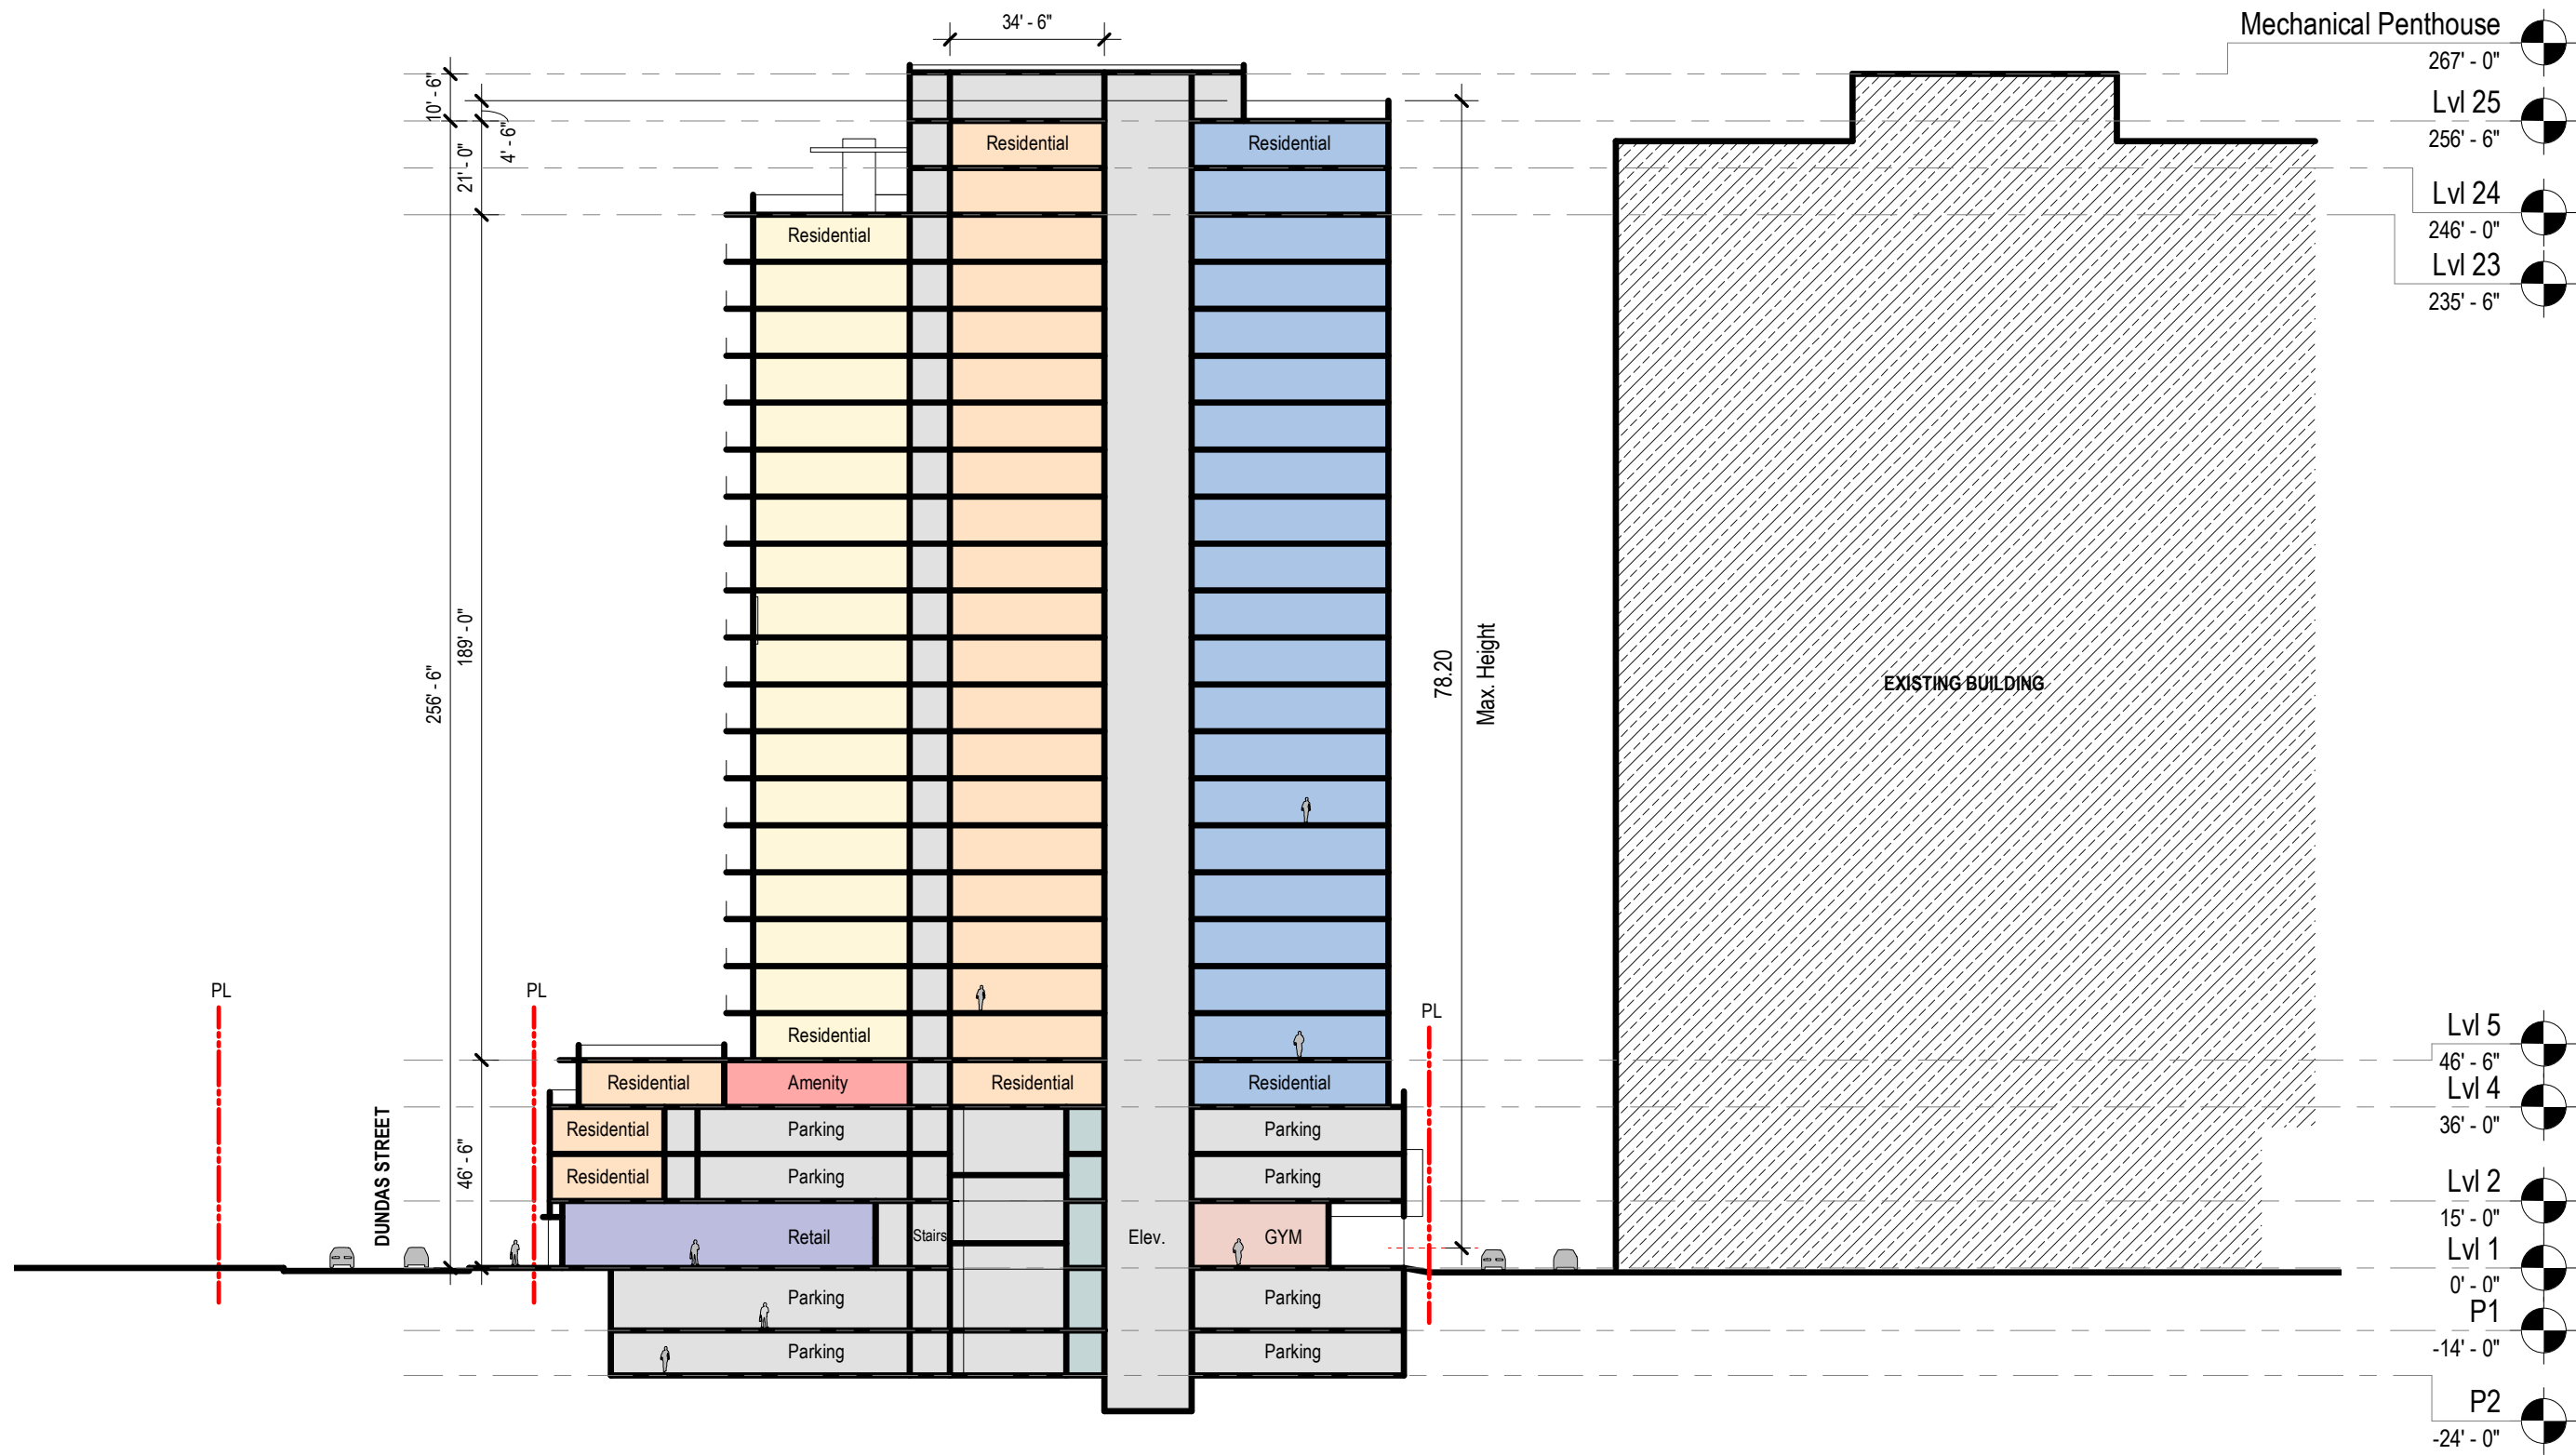 34' - 6"
Mechanical Penthouse
267' - 0"
10' - 6"
4' - 6"
21' - 0"
Lvl 25
256' - 6"
Residential
Residential
Lvl 24
246' - 0"
Residential
Lvl 23
235' - 6"
256' - 6"
189' - 0"
78.20
Max. Height
EXISTING BUILDING
PL
PL
PL
Residential
Lvl 5
46' - 6"
Residential
Amenity
Residential
Residential
Lvl 4
36' - 0"
DUNDAS STREET
46' - 6"
Residential
Parking
Parking
Residential
Parking
Parking
Lvl 2
15' - 0"
Retail
Stairs
Elev.
GYM
Lvl 1
0' - 0"
Parking
Parking
P1
-14' - 0"
Parking
Parking
P2
-24' - 0"